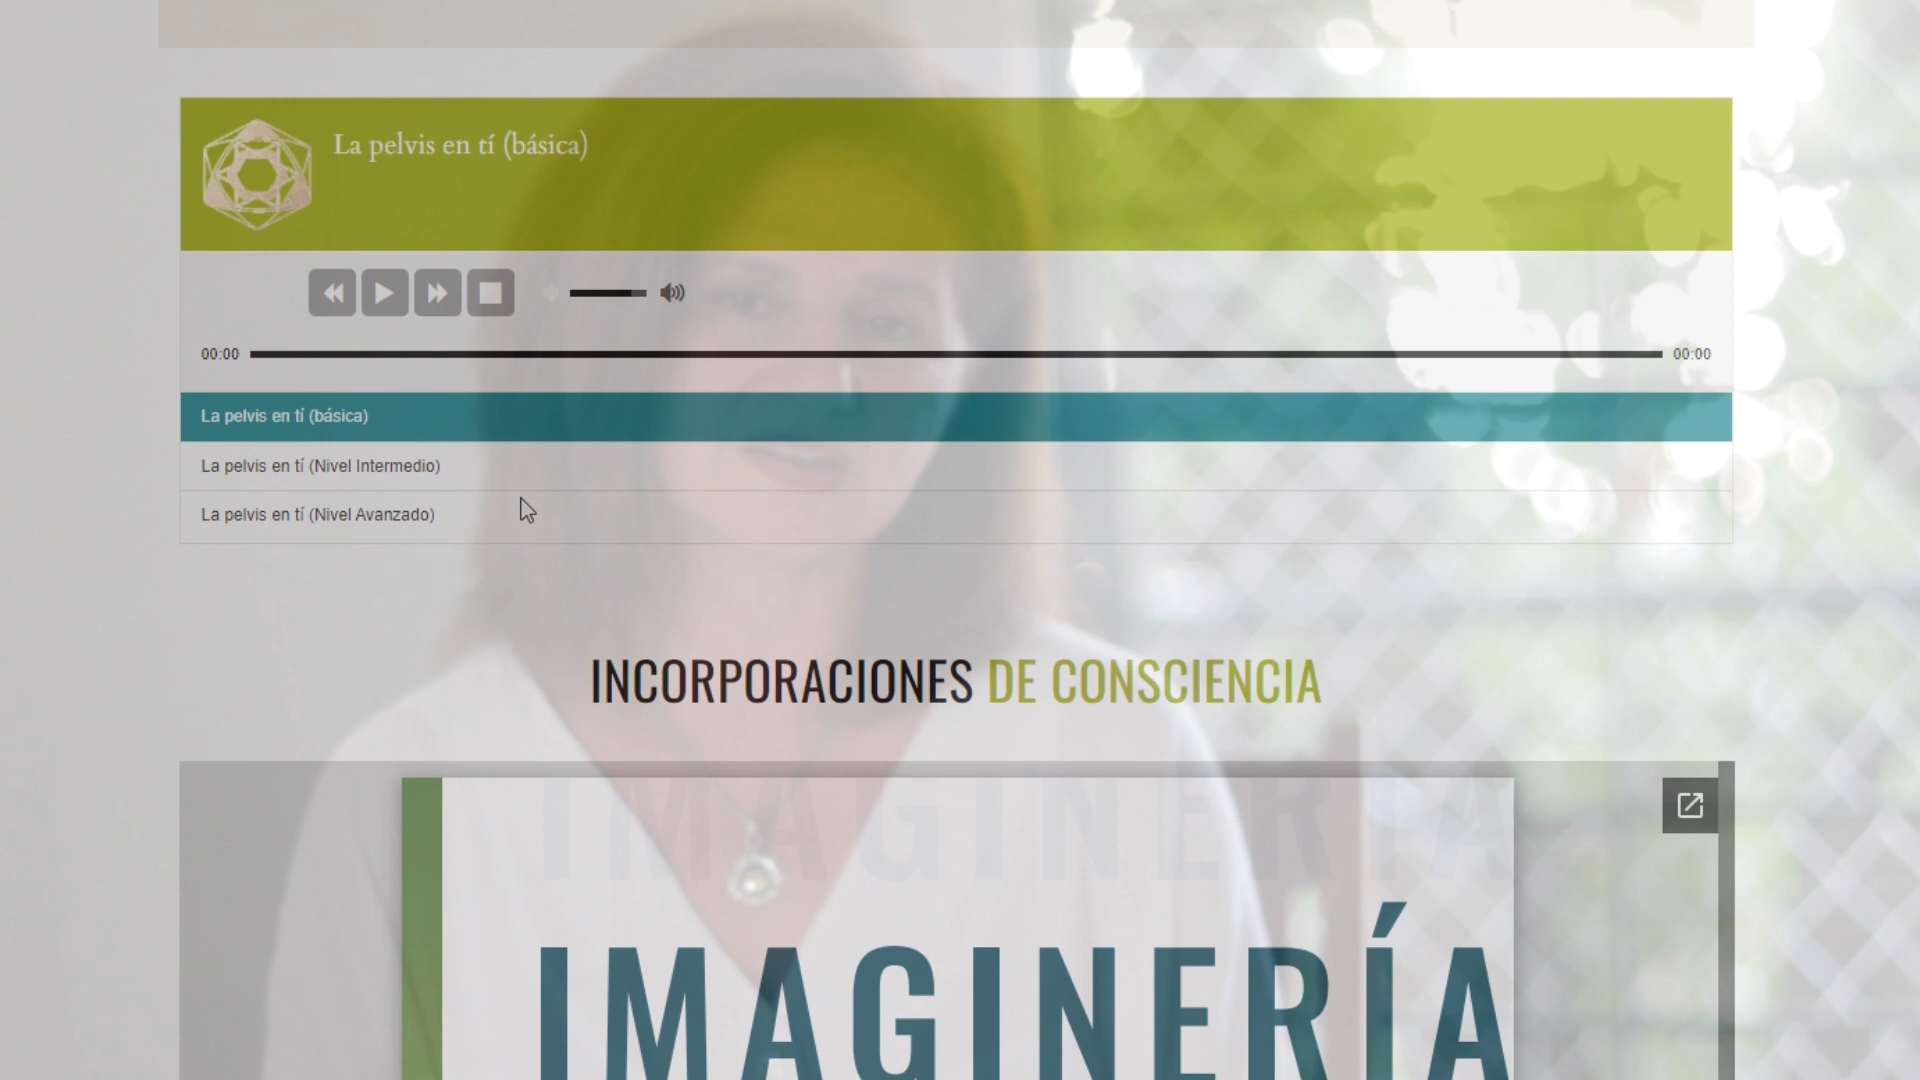 La pelvis en tí (básica)
00:00
00:00
La pelvis en tí (básica)
La pelvis en tí (Nivel Intermedio)
La pelvis en tí (Nivel Avanzado)
INCORPORACIONES DE CONSCIENCIA
IMAGINERÍA
IMAGINERÍA